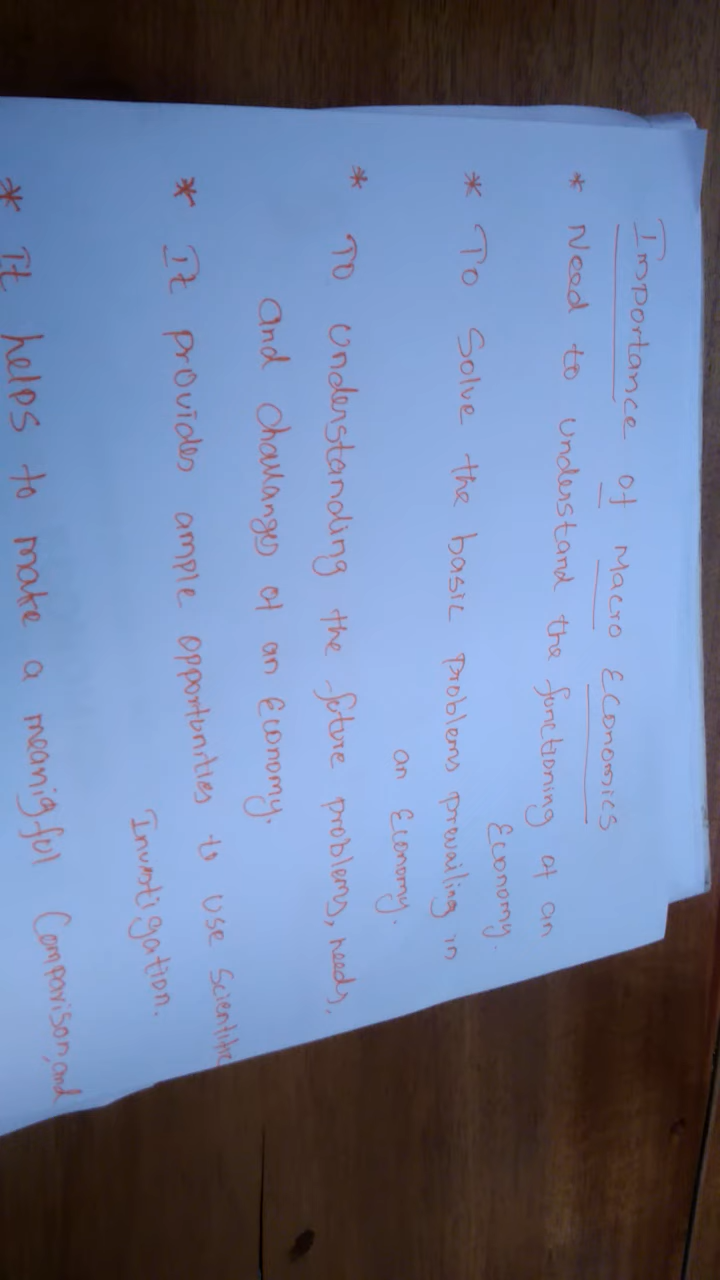 Importance of Macro Economics
* Need to understand the functioning of an
Economy.
* To Solve the basic Problems prevailing in
an Economy.
* To understanding the future problems, needs,
and challanges of an Economy.
* It provides ample opportunities to use Scientific
Investigation.
* It helps to make a meanigful Comparison, and